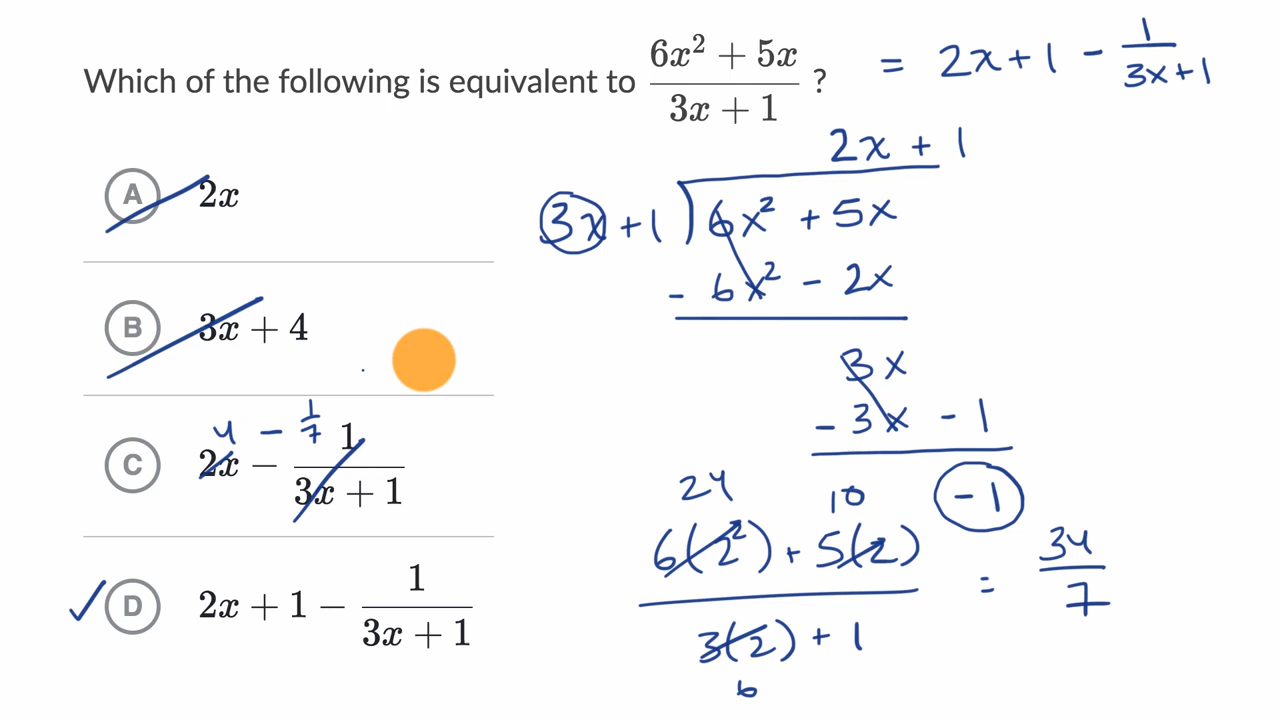 Which of the following is equivalent to (6x² + 5x)/(3x + 1) ? = 2x + 1 - 1/(3x+1)
A 2x
B 3x + 4
4 - 1/7
C 2x − 1/(3x + 1)
D 2x + 1 − 1/(3x + 1)
2x + 1
3x + 1 ) 6x² + 5x
- 6x² - 2x
3x
- 3x - 1
-1
24 10
6(2²) + 5(2)
3(2) + 1
6
= 34/7